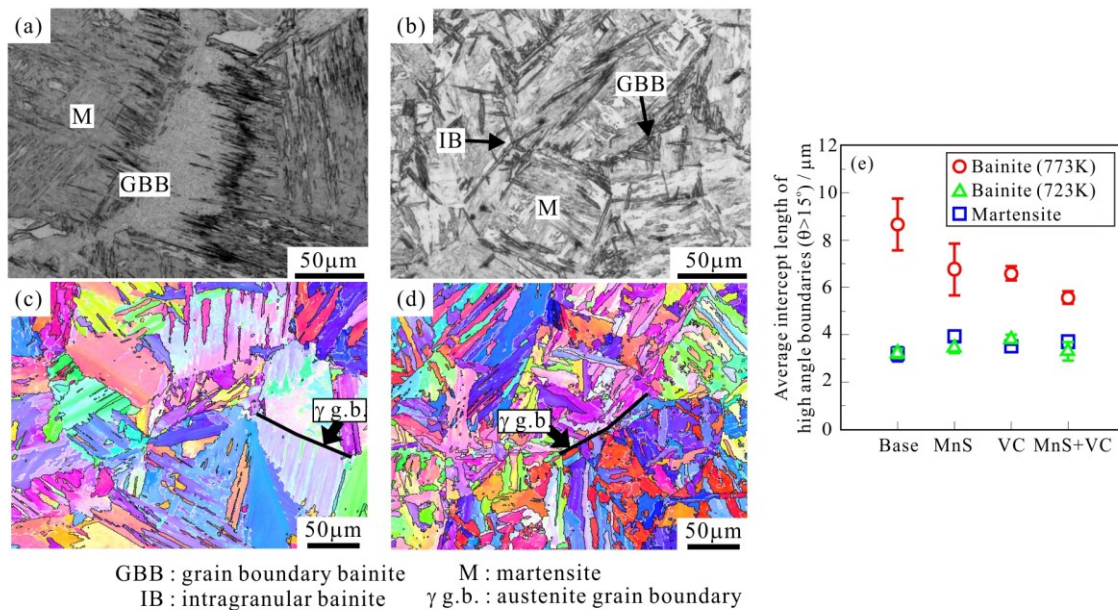 (a)
M
GBB
50μm
(b)
GBB
IB
M
50μm
(c)
γ g.b.
50μm
(d)
γ g.b.
50μm
GBB : grain boundary bainite
M : martensite
IB : intragranular bainite
γ g.b. : austenite grain boundary
(e)
Average intercept length of
high angle boundaries (θ>15°) / μm
12
10
8
6
4
2
0
Bainite (773K)
Bainite (723K)
Martensite
Base
MnS
VC
MnS+VC